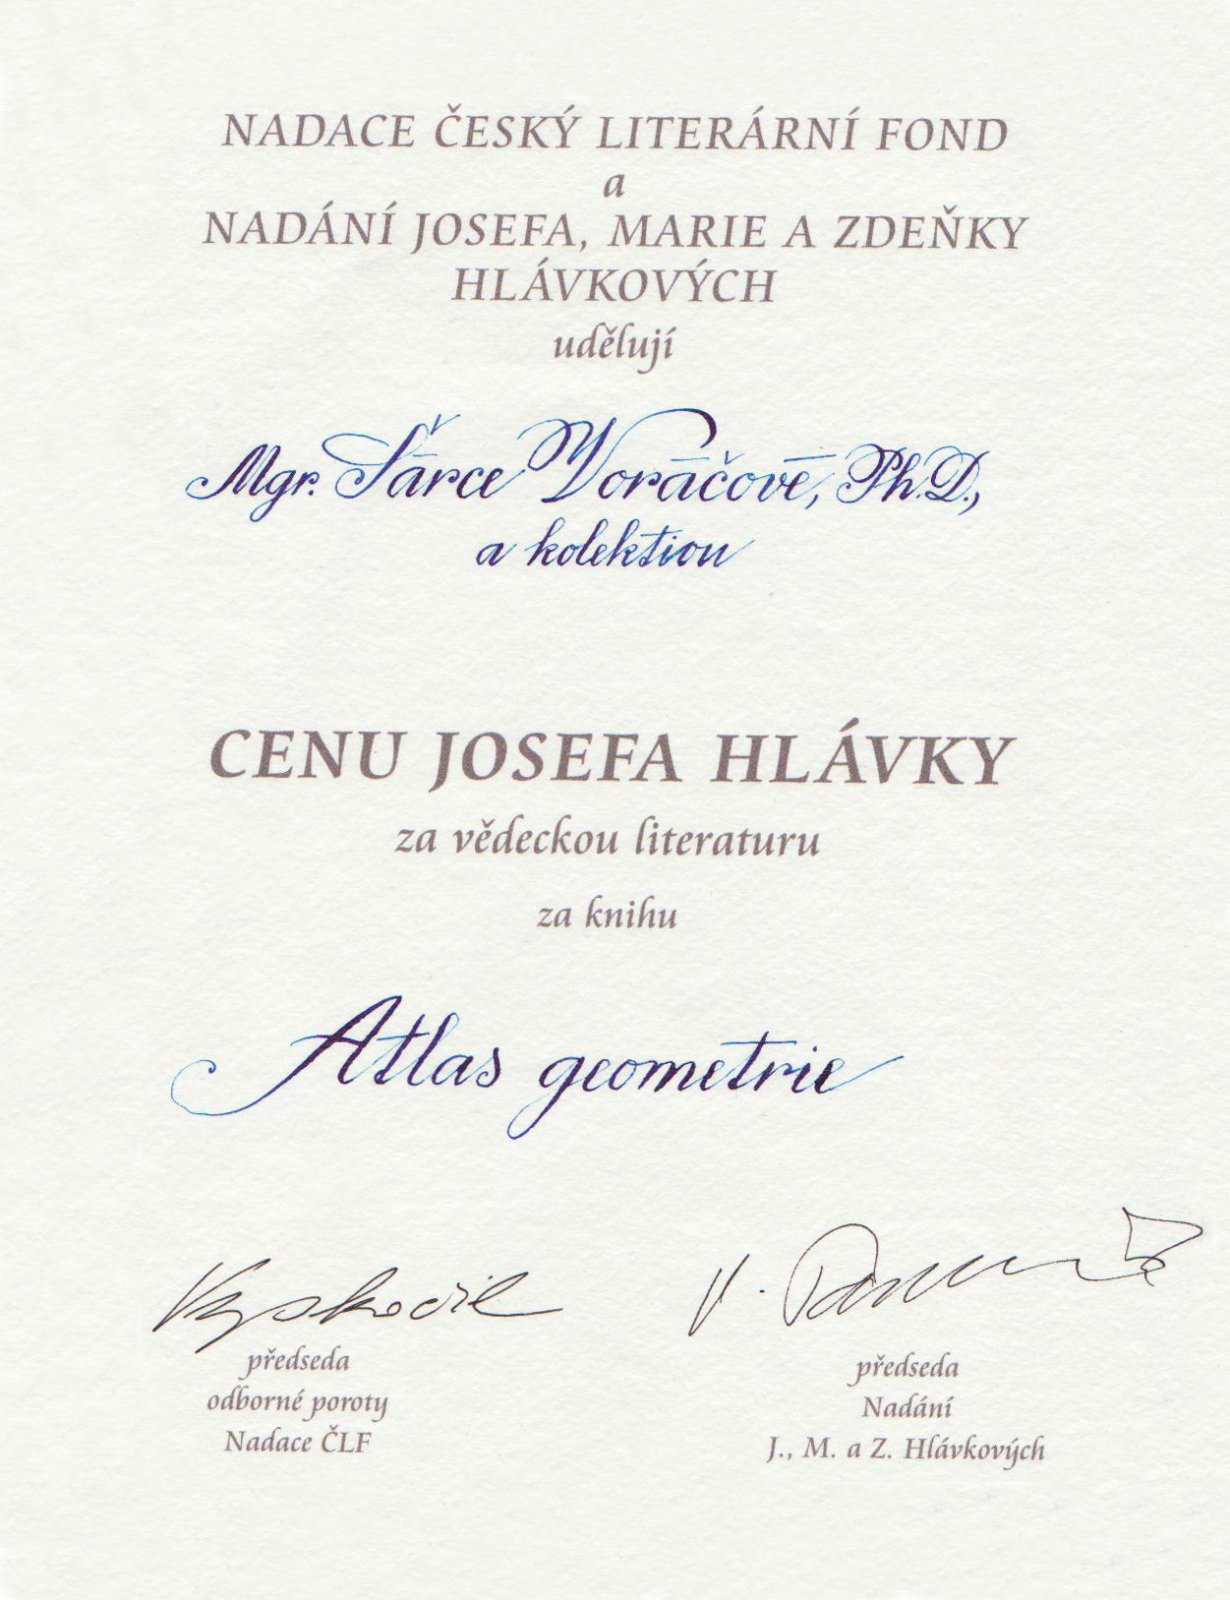 NADACE ČESKÝ LITERÁRNÍ FOND
a
NADÁNÍ JOSEFA, MARIE A ZDEŇKY
HLÁVKOVÝCH
udělují
Mgr. Šárce Voráčové, Ph.D.,
a kolektivu
CENU JOSEFA HLÁVKY
za vědeckou literaturu
za knihu
Atlas geometrie
předseda
odborné poroty
Nadace ČLF
předseda
Nadání
J., M. a Z. Hlávkových